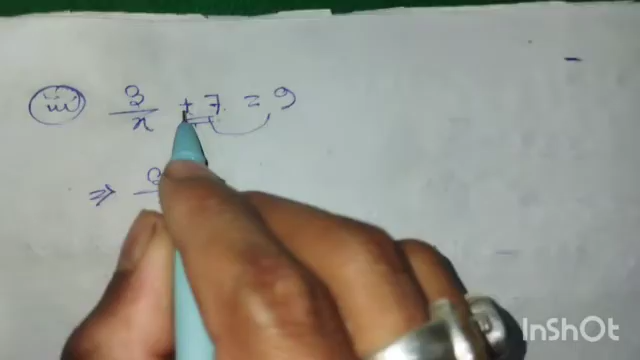 iii) 3/x + 7 = 9
⇒
InShOt